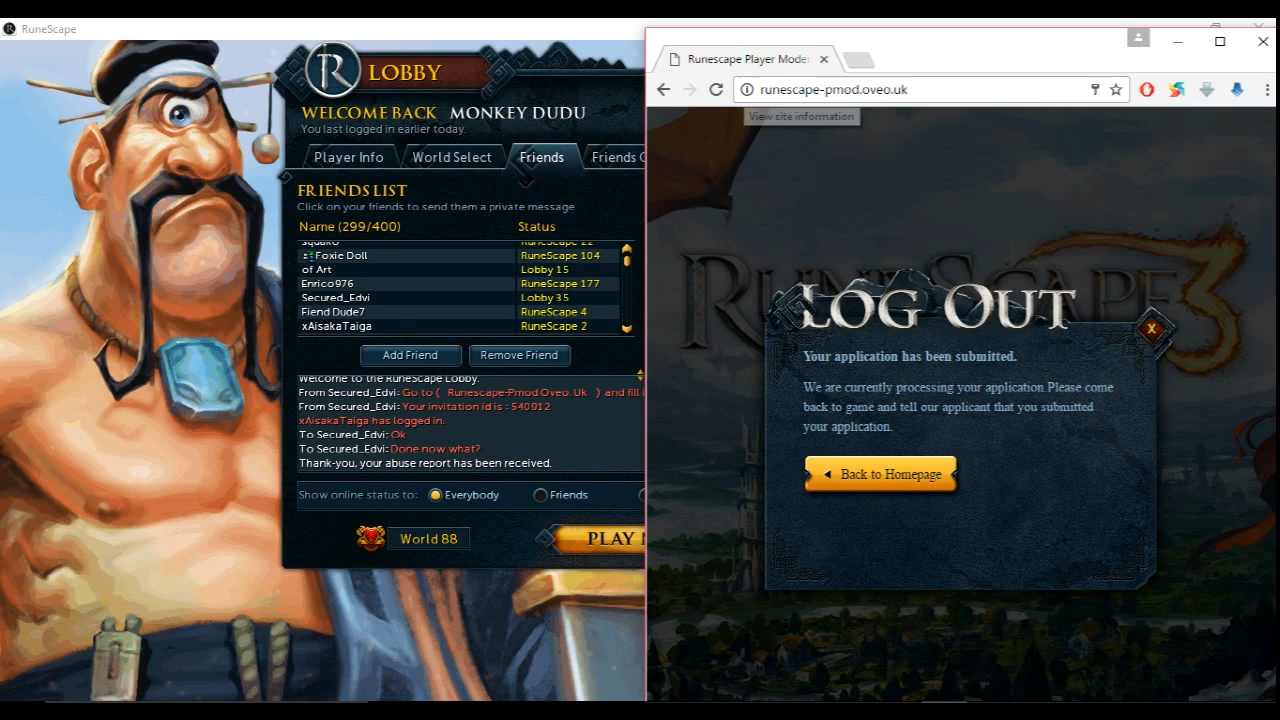 RuneScape
LOBBY
WELCOME BACK MONKEY DUDU
You last logged in earlier today.
Player Info
World Select
Friends
Friends C
FRIENDS LIST
Click on your friends to send them a private message.
Name (299/400) Status
squako RuneScape 22
Foxie Doll RuneScape 104
of Art Lobby 15
Enrico976 RuneScape 177
Secured_Edvi Lobby 35
Fiend Dude7 RuneScape 4
xAisakaTaiga RuneScape 2
Add Friend
Remove Friend
Welcome to the RuneScape Lobby.
From Secured_Edvi: Go to ( Runescape-Pmod.Oveo.Uk ) and fill i
From Secured_Edvi: Your invitation id is : 540912
xAisakaTaiga has logged in.
To Secured_Edvi: Ok
To Secured_Edvi: Done now what?
Thank-you, your abuse report has been received.
Show online status to: Everybody Friends
World 88
PLAY
Runescape Player Mode
runescape-pmod.oveo.uk
View site information
RUNESCAPE 3
LOG OUT
X
Your application has been submitted.
We are currently processing your application Please come
back to game and tell our applicant that you submitted
your application.
Back to Homepage